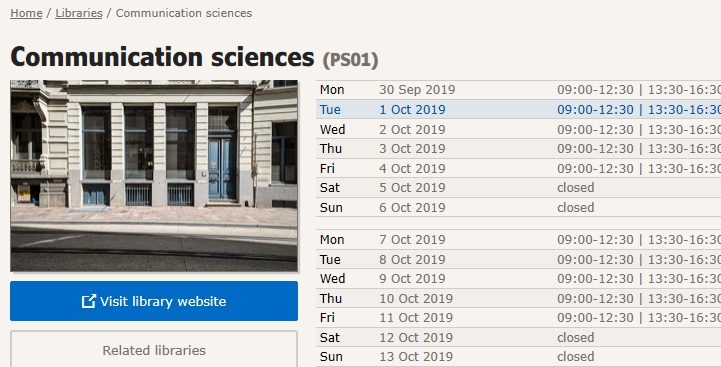 Home / Libraries / Communication sciences
Communication sciences (PS01)
Mon 30 Sep 2019 09:00-12:30 | 13:30-16:30
Tue 1 Oct 2019 09:00-12:30 | 13:30-16:30
Wed 2 Oct 2019 09:00-12:30 | 13:30-16:30
Thu 3 Oct 2019 09:00-12:30 | 13:30-16:30
Fri 4 Oct 2019 09:00-12:30 | 13:30-16:30
Sat 5 Oct 2019 closed
Sun 6 Oct 2019 closed
Mon 7 Oct 2019 09:00-12:30 | 13:30-16:30
Tue 8 Oct 2019 09:00-12:30 | 13:30-16:30
Wed 9 Oct 2019 09:00-12:30 | 13:30-16:30
Thu 10 Oct 2019 09:00-12:30 | 13:30-16:30
Fri 11 Oct 2019 09:00-12:30 | 13:30-16:30
Sat 12 Oct 2019 closed
Sun 13 Oct 2019 closed
Visit library website
Related libraries